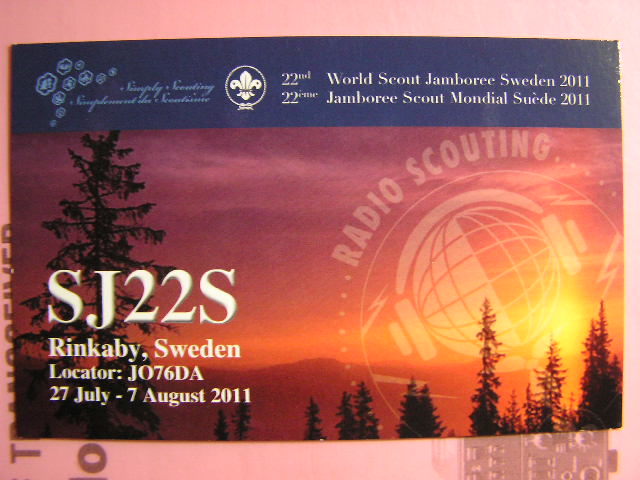 Simply Scouting
Simplement du Scoutisme
22nd World Scout Jamboree Sweden 2011
22ème Jamboree Scout Mondial Suède 2011
RADIO SCOUTING
SJ22S
Rinkaby, Sweden
Locator: JO76DA
27 July - 7 August 2011
TRANSCEIVER